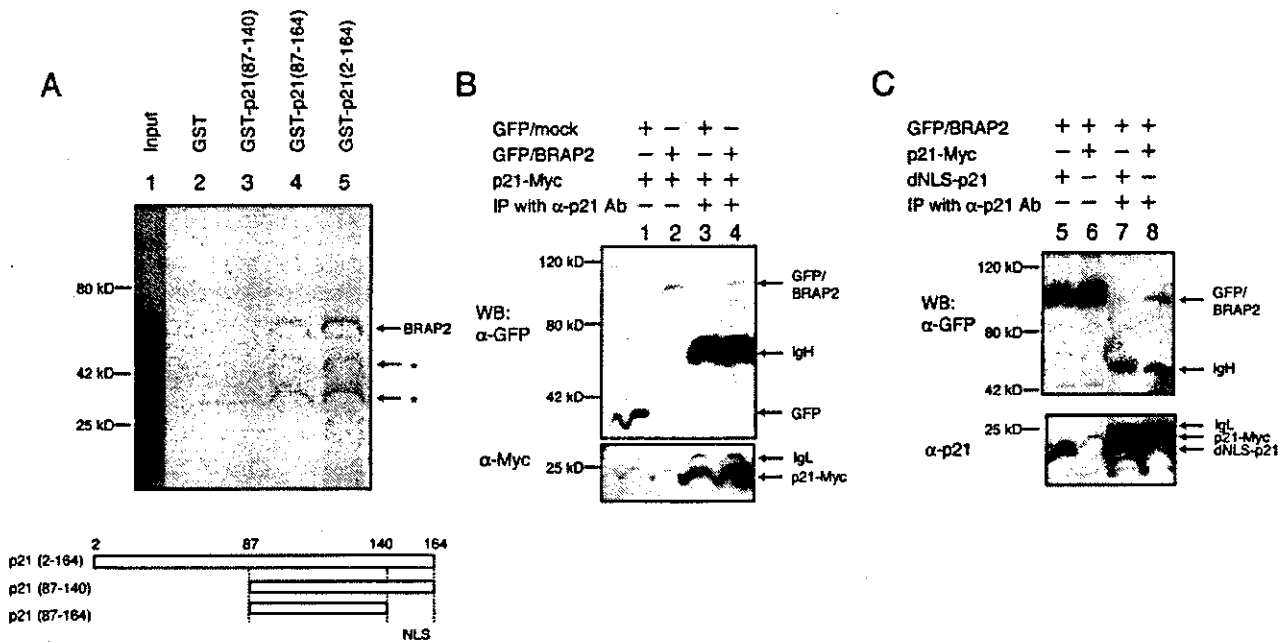 A
Input
GST
GST-p21(87-140)
GST-p21(87-164)
GST-p21(2-164)
1 2 3 4 5
80 kD
42 kD
25 kD
BRAP2
*
*
2 87 140 164
p21 (2-164)
p21 (87-140)
p21 (87-164)
NLS
B
GFP/mock + – + –
GFP/BRAP2 – + – +
p21-Myc + + + +
IP with α-p21 Ab + +
1 2 3 4
120 kD
80 kD
42 kD
WB:
α-GFP
GFP/
BRAP2
IgH
GFP
α-Myc
25 kD
IgL
p21-Myc
C
GFP/BRAP2 + + + +
p21-Myc – + – +
dNLS-p21 + – + –
IP with α-p21 Ab + +
5 6 7 8
120 kD
80 kD
42 kD
WB:
α-GFP
GFP/
BRAP2
IgH
α-p21
25 kD
IgL
p21-Myc
dNLS-p21